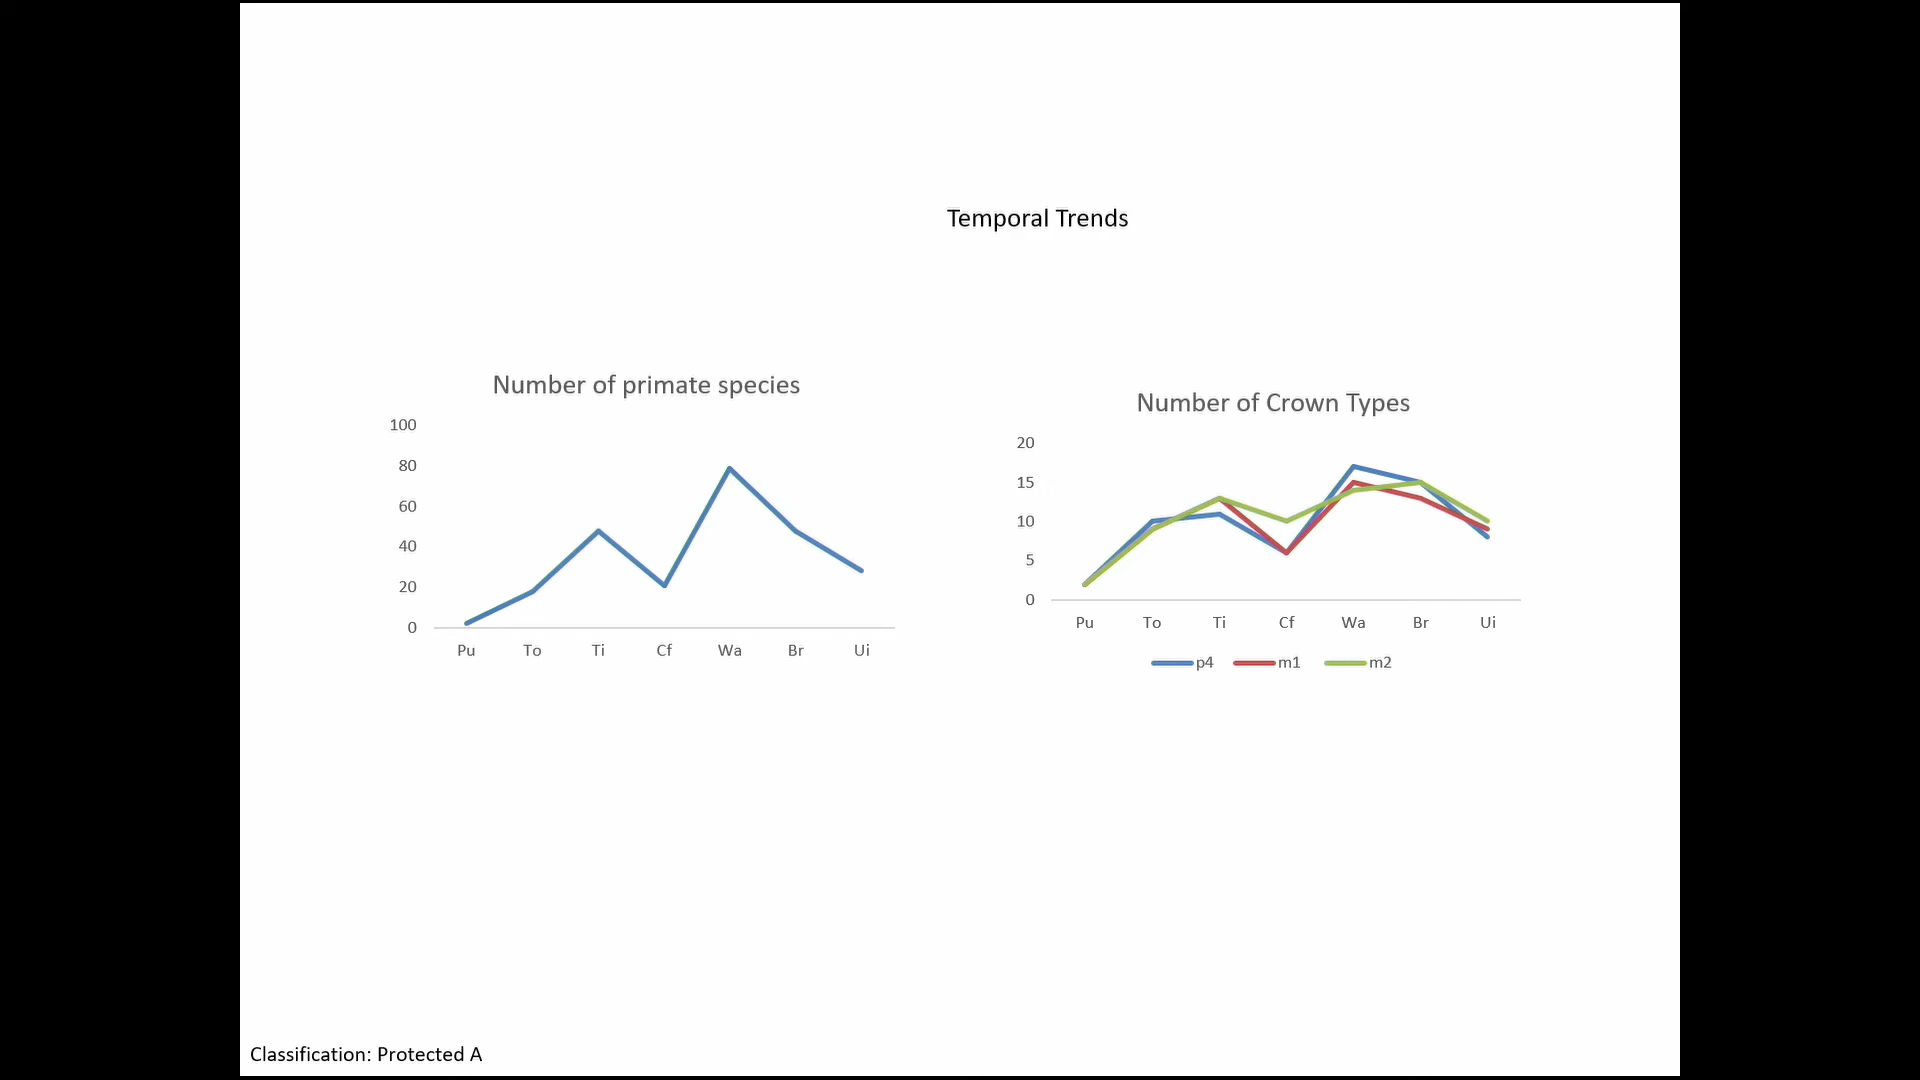 Temporal Trends
Number of primate species
100
80
60
40
20
0
Pu To Ti Cf Wa Br Ui
Number of Crown Types
20
15
10
5
0
Pu To Ti Cf Wa Br Ui
p4 m1 m2
Classification: Protected A